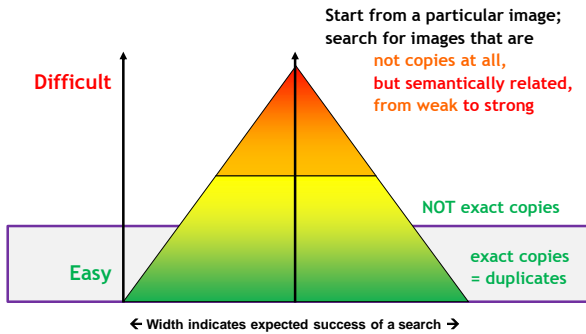 Start from a particular image;
search for images that are
not copies at all,
but semantically related,
from weak to strong
Difficult
NOT exact copies
Easy
exact copies
= duplicates
← Width indicates expected success of a search →